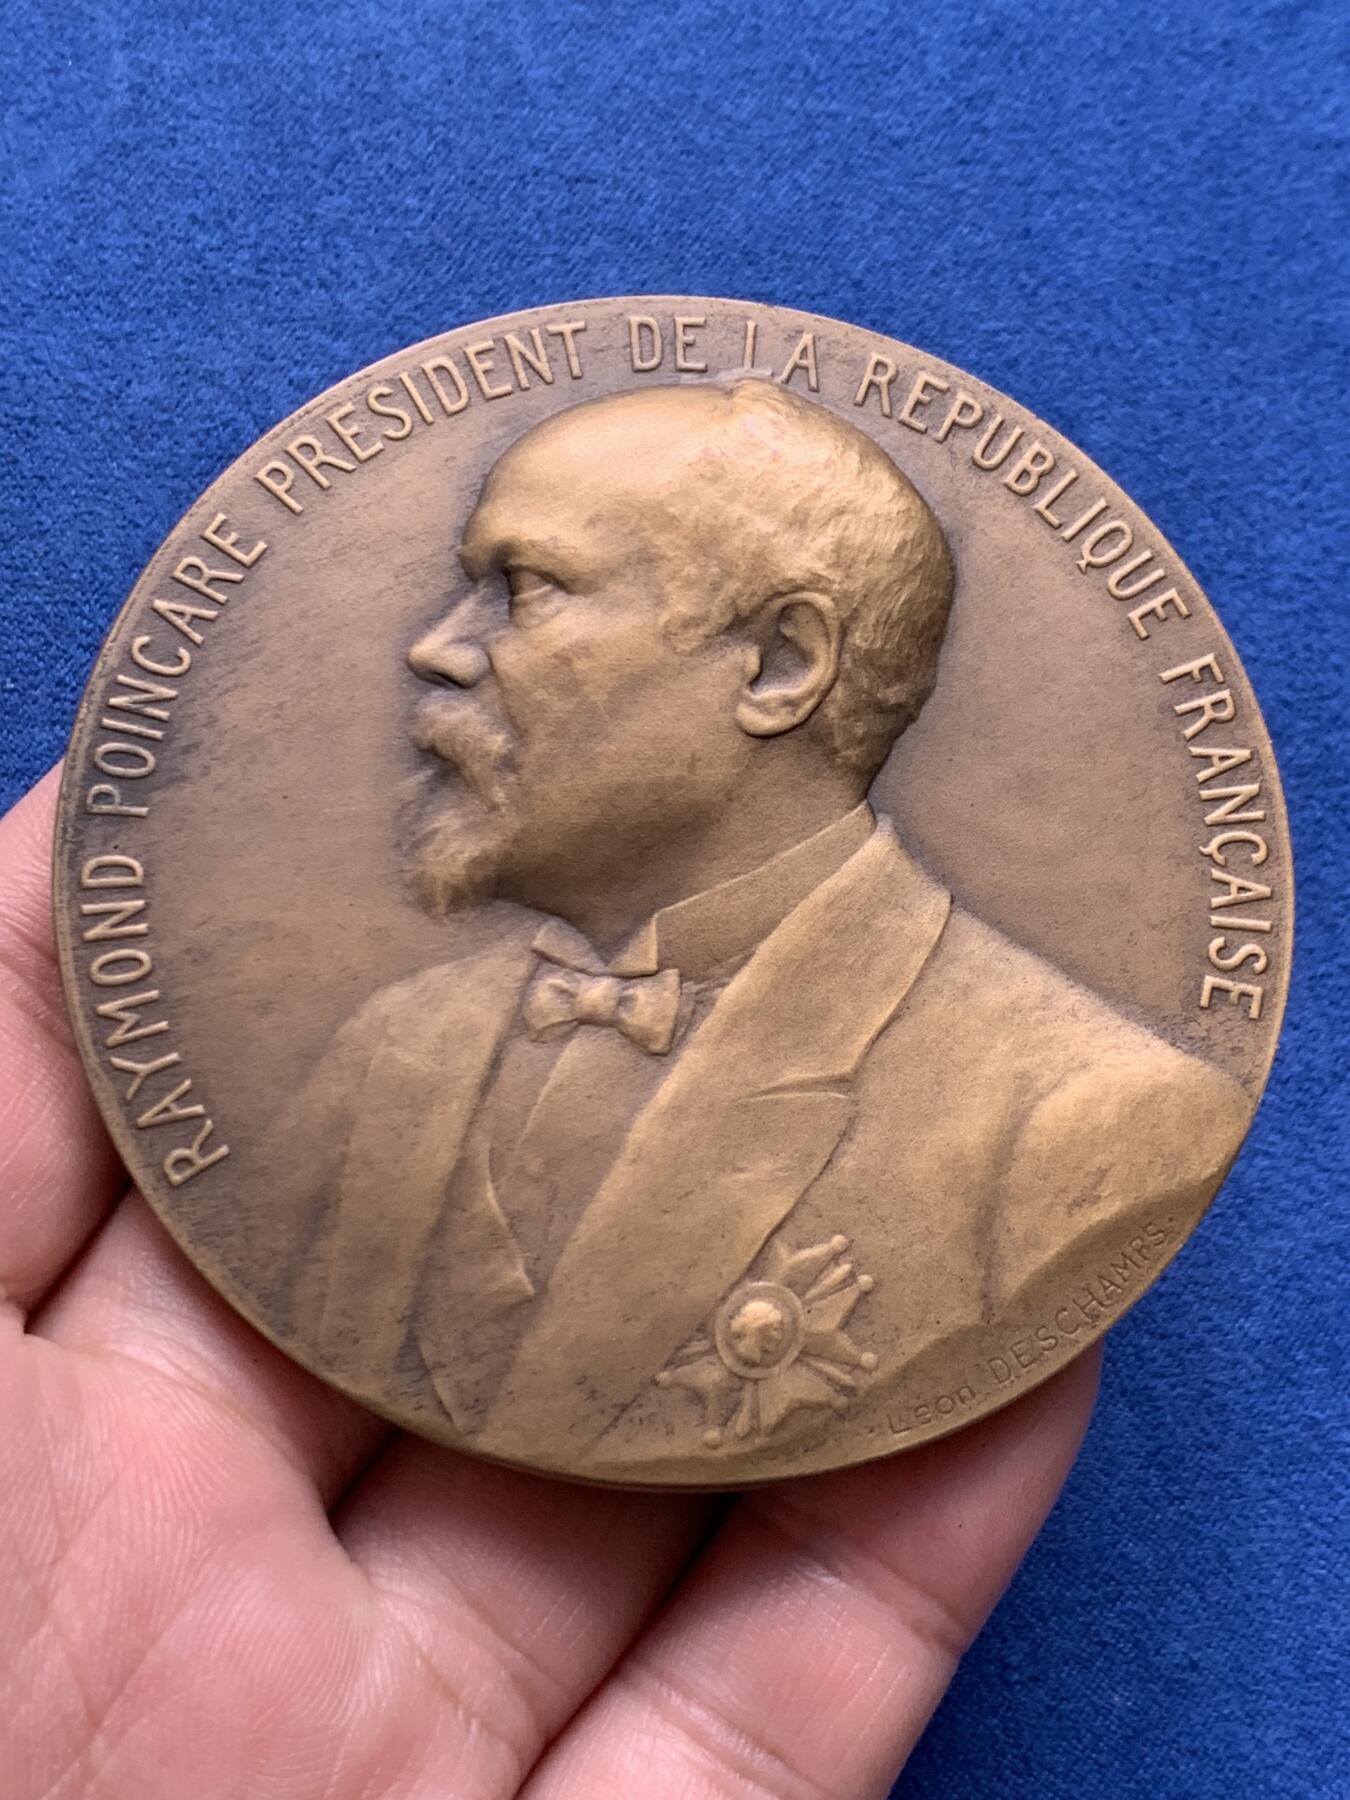 RAYMOND POINCARE PRESIDENT DE LA REPUBLIQUE FRANÇAISE
Leon DESCHAMPS.